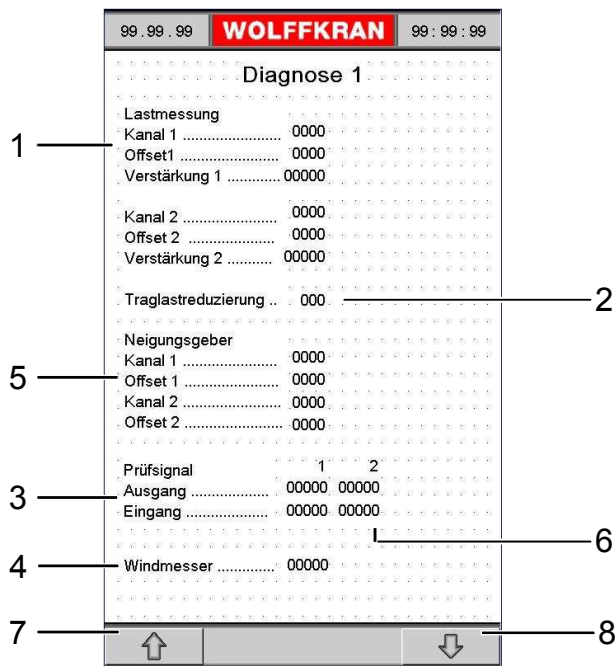 99.99.99 WOLFFKRAN 99:99:99
Diagnose 1
Lastmessung
1 Kanal 1 ...................... 0000
Offset1 ....................... 0000
Verstärkung 1 ............ 00000
Kanal 2 ..................... 0000
Offset 2 ..................... 0000
Verstärkung 2 .......... 00000
Traglastreduzierung .. 000 2
Neigungsgeber
Kanal 1 ...................... 0000
5 Offset 1 ..................... 0000
Kanal 2 ...................... 0000
Offset 2 ..................... 0000
Prüfsignal 1 2
3 Ausgang .................. 00000 00000
Eingang ................... 00000 00000
6
4 Windmesser ............. 00000
7 8